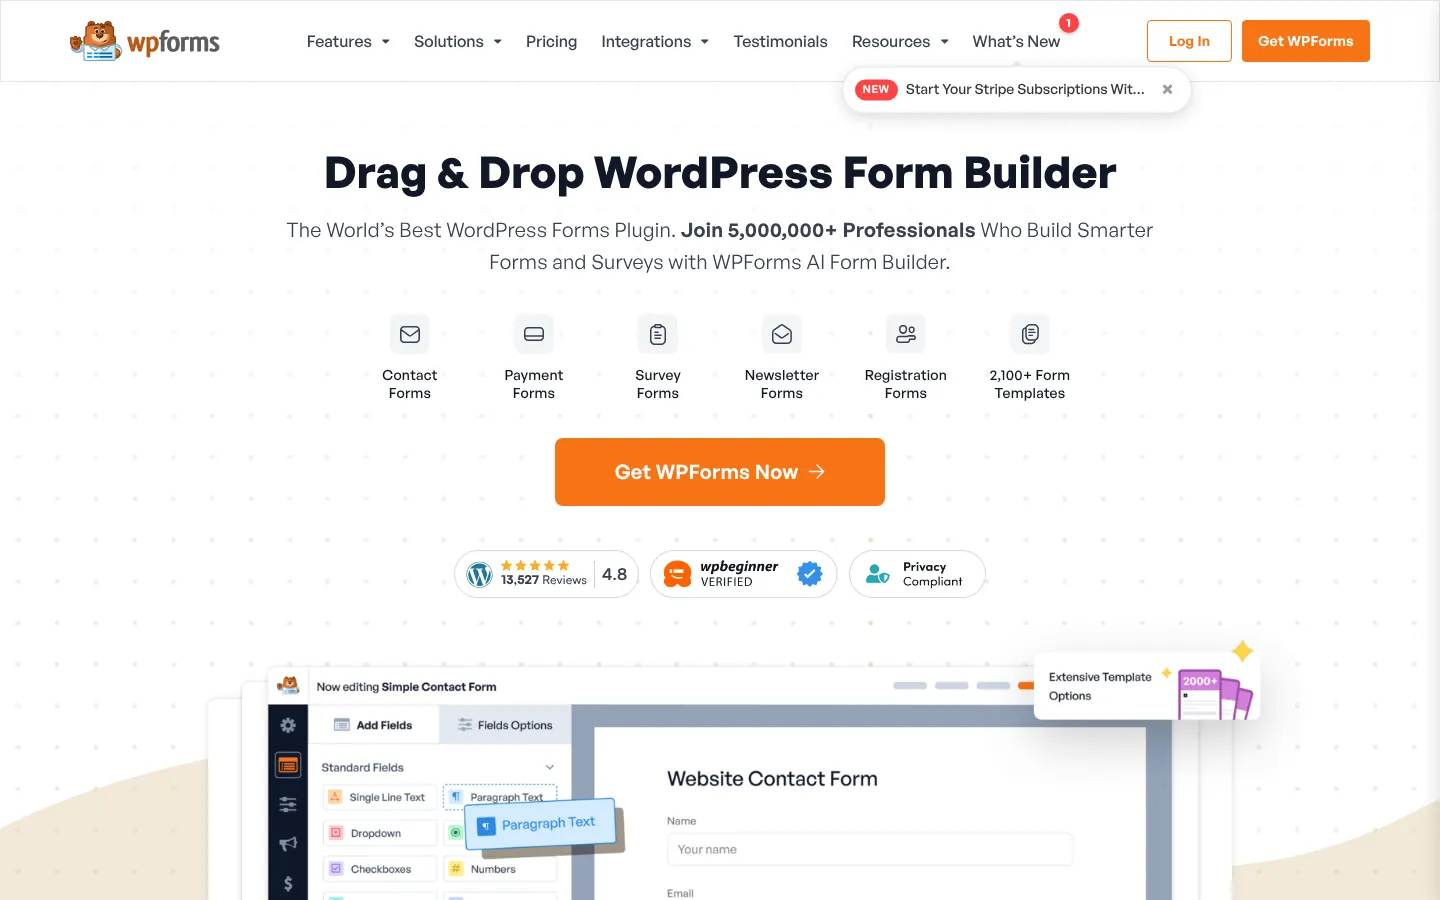 wpforms
Features
Solutions
Pricing
Integrations
Testimonials
Resources
What's New
1
Log In
Get WPForms
NEW Start Your Stripe Subscriptions Wit...
Drag & Drop WordPress Form Builder
The World's Best WordPress Forms Plugin. Join 5,000,000+ Professionals Who Build Smarter
Forms and Surveys with WPForms AI Form Builder.
Contact
Forms
Payment
Forms
Survey
Forms
Newsletter
Forms
Registration
Forms
2,100+ Form
Templates
Get WPForms Now →
13,527 Reviews
4.8
wpbeginner
VERIFIED
Privacy
Compliant
Now editing Simple Contact Form
Extensive Template
Options
2000+
Add Fields
Fields Options
Standard Fields
Single Line Text
Paragraph Text
Paragraph Text
Dropdown
Checkboxes
Numbers
Website Contact Form
Name
Your name
Email